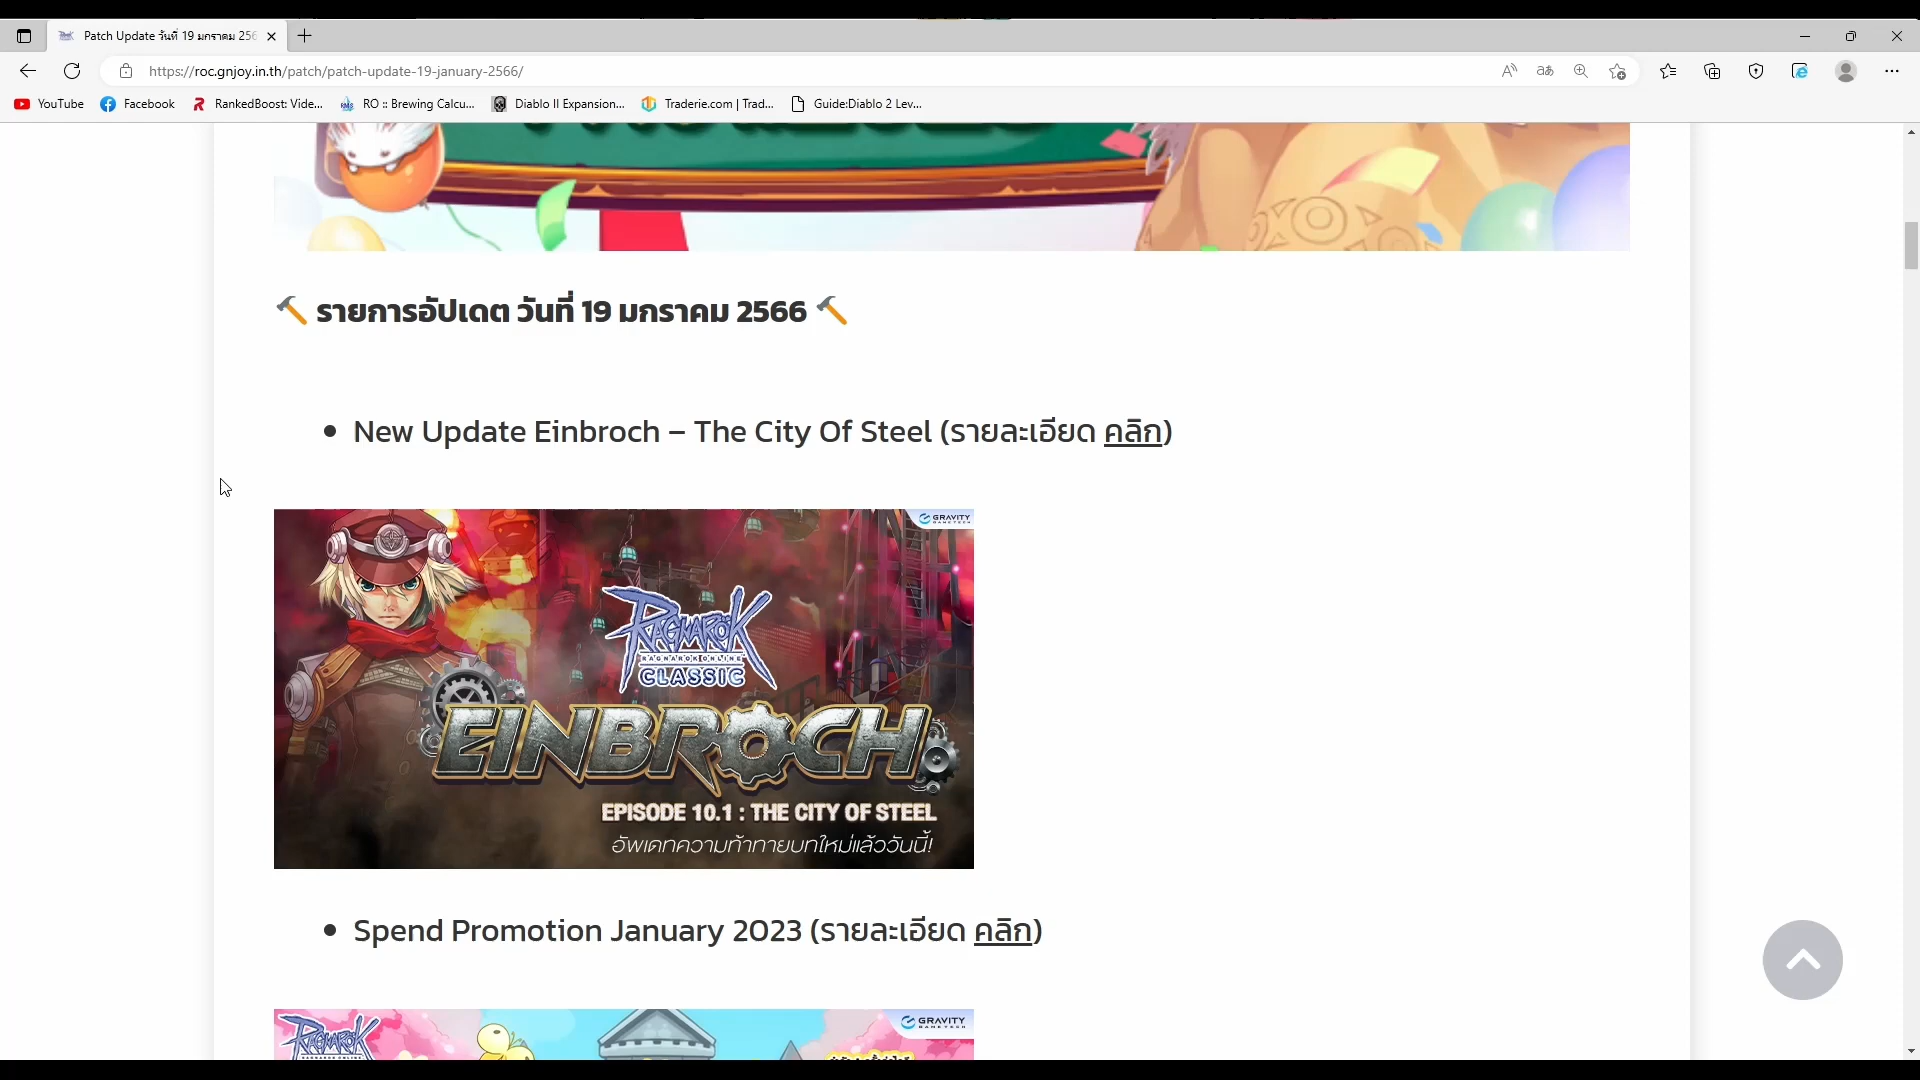 Patch Update วันที่ 19 มกราคม 256
https://roc.gnjoy.in.th/patch/patch-update-19-january-2566/
YouTube
Facebook
RankedBoost: Vide...
RO :: Brewing Calcu...
Diablo II Expansion...
Traderie.com | Trad...
Guide:Diablo 2 Lev...
รายการอัปเดต วันที่ 19 มกราคม 2566
New Update Einbroch – The City Of Steel (รายละเอียด คลิก)
GRAVITY
GAMETECH
RAGNARÖK
RAGNAROK ONLINE
CLASSIC
EINBROCH
EPISODE 10.1 : THE CITY OF STEEL
อัพเดทความท้าทายบทใหม่แล้ววันนี้!
Spend Promotion January 2023 (รายละเอียด คลิก)
RAGNARÖK
RAGNAROK ONLINE
GRAVITY
GAMETECH